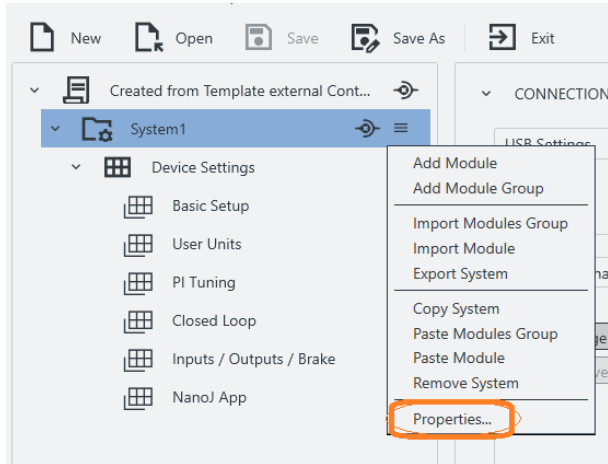 New Open Save Save As Exit
Created from Template external Cont...
CONNECTION
System1
USB Settings
Device Settings
Basic Setup
User Units
PI Tuning
Closed Loop
Inputs / Outputs / Brake
NanoJ App
Add Module
Add Module Group
Import Modules Group
Import Module
Export System
Copy System
Paste Modules Group
Paste Module
Remove System
Properties...